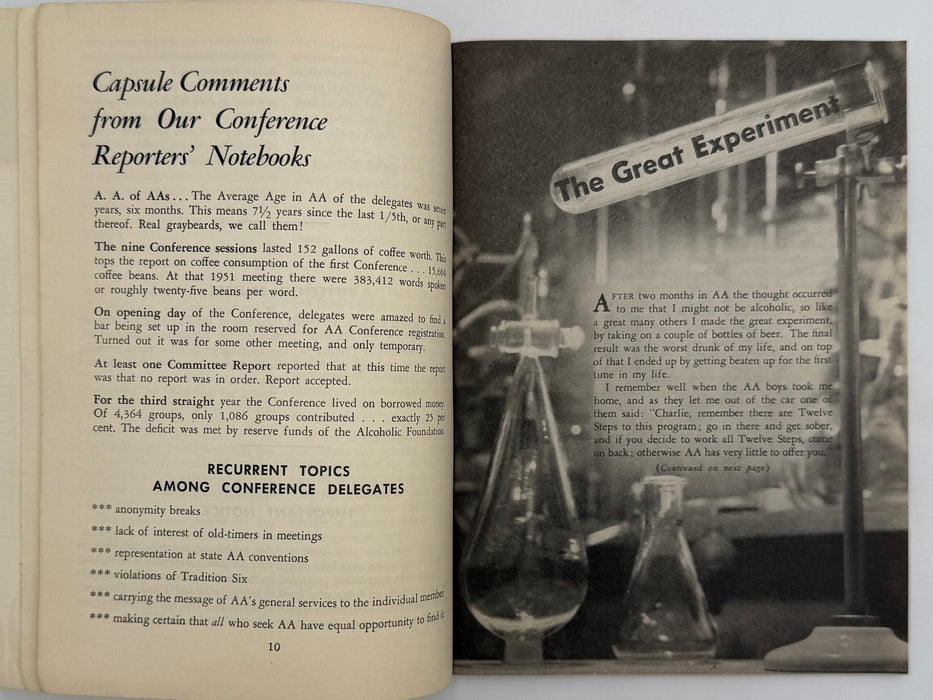 Capsule Comments
from Our Conference
Reporters' Notebooks
A. A. of AAs... The Average Age in AA of the delegates was seven
years, six months. This means 7½ years since the last 1/5th, or any part
thereof. Real graybeards, we call them!
The nine Conference sessions lasted 152 gallons of coffee worth. This
tops the report on coffee consumption of the first Conference . . . 15,664
coffee beans. At that 1951 meeting there were 383,412 words spoken
or roughly twenty-five beans per word.
On opening day of the Conference, delegates were amazed to find a
bar being set up in the room reserved for AA Conference registration.
Turned out it was for some other meeting, and only temporary.
At least one Committee Report reported that at this time the report
was that no report was in order. Report accepted.
For the third straight year the Conference lived on borrowed money.
Of 4,364 groups, only 1,086 groups contributed . . . exactly 25 per
cent. The deficit was met by reserve funds of the Alcoholic Foundation.
RECURRENT TOPICS
AMONG CONFERENCE DELEGATES
*** anonymity breaks
*** lack of interest of old-timers in meetings
*** representation at state AA conventions
*** violations of Tradition Six
*** carrying the message of AA's general services to the individual member
*** making certain that all who seek AA have equal opportunity to find it
10
The Great Experiment
AFTER two months in AA the thought occurred
to me that I might not be alcoholic, so like
a great many others I made the great experiment,
by taking on a couple of bottles of beer. The final
result was the worst drunk of my life, and on top
of that I ended up by getting beaten up for the first
time in my life.
I remember well when the AA boys took me
home, and as they let me out of the car one of
them said: "Charlie, remember there are Twelve
Steps to this program; go in there and get sober,
and if you decide to work all Twelve Steps, come
on back; otherwise AA has very little to offer you."
(Continued on next page)